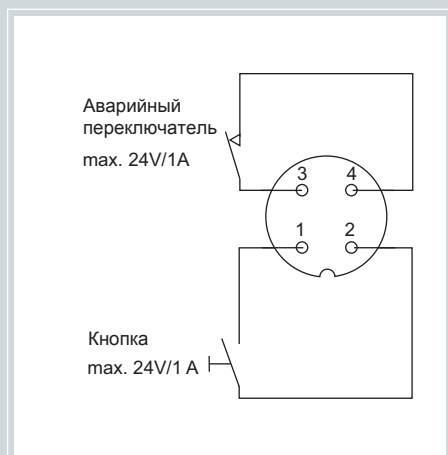 Аварийный
переключатель
max. 24V/1A
3 4
1 2
Кнопка
max. 24V/1 A